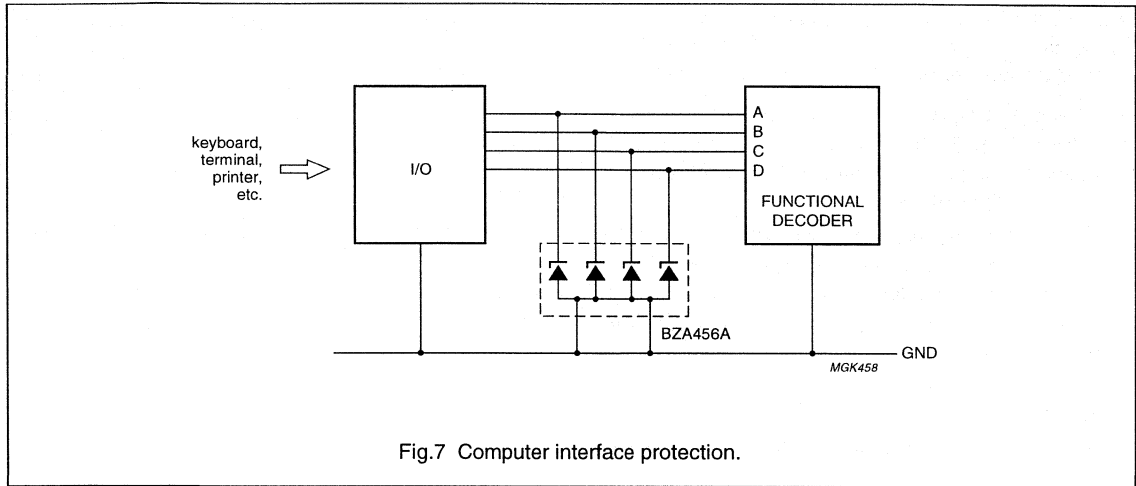 keyboard,
terminal,
printer,
etc.
I/O
A
B
C
D
FUNCTIONAL
DECODER
BZA456A
GND
MGK458
Fig.7 Computer interface protection.